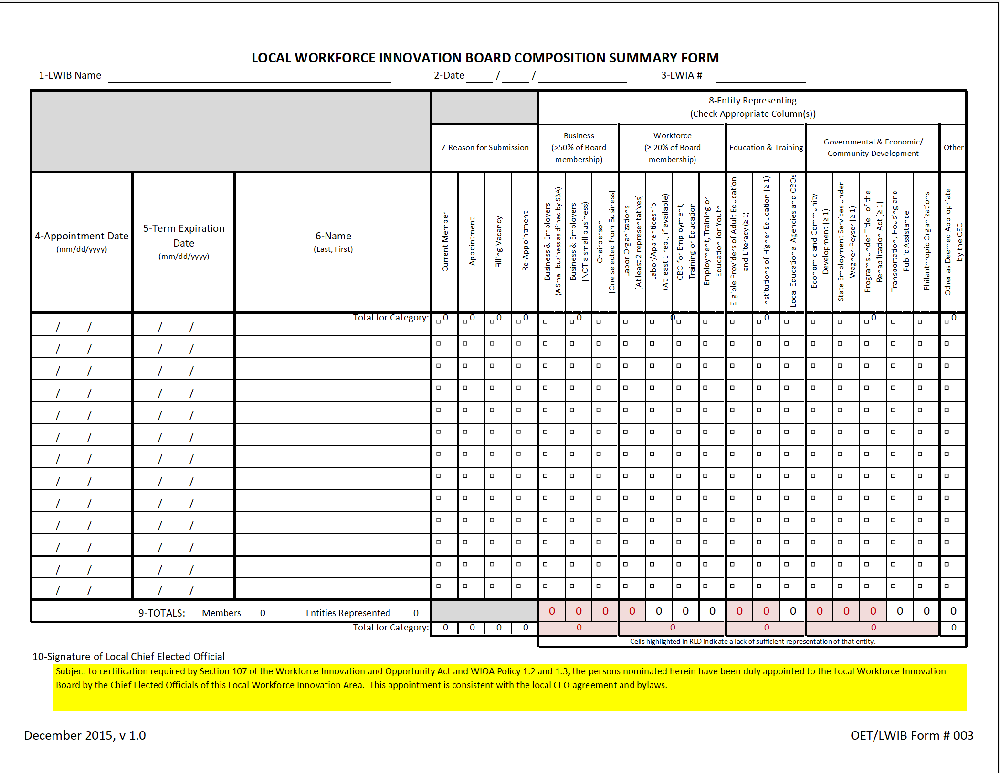 LOCAL WORKFORCE INNOVATION BOARD COMPOSITION SUMMARY FORM
1-LWIB Name 2-Date / / 3-LWIA #
8-Entity Representing
(Check Appropriate Column(s))
7-Reason for Submission
Business
(>50% of Board
membership)
Workforce
(≥ 20% of Board
membership)
Education & Training
Governmental & Economic/
Community Development
Other
4-Appointment Date
(mm/dd/yyyy)
5-Term Expiration
Date
(mm/dd/yyyy)
6-Name
(Last, First)
Current Member
Appointment
Filling Vacancy
Re-Appointment
Business & Employers
(A Small business as dfined by SBA)
Business & Employers
(NOT a small business)
Chairperson
(One selected from Business)
Labor Organizations
(At least 2 representatives)
Labor/Apprenticeship
(At least 1 rep., if available)
CBO for Employment,
Training or Education
Employment, Training or
Education for Youth
Eligible Providers of Adult Education
and Literacy (≥ 1)
Institutions of Higher Education (≥ 1)
Local Educational Agencies and CBOs
Economic and Community
Development (≥ 1)
State Employment Services under
Wagner-Peyser (≥ 1)
Programs under Title I of the
Rehabilitation Act (≥ 1)
Transportation, Housing and
Public Assistance
Philanthropic Organizations
Other as Deemed Appropriate
by the CEO
Total for Category: 0 0 0 0 0 0 0 0 0
/ / / /
/ / / /
/ / / /
/ / / /
/ / / /
/ / / /
/ / / /
/ / / /
/ / / /
/ / / /
/ / / /
/ / / /
/ / / /
9-TOTALS: Members = 0 Entities Represented = 0 0 0 0 0 0 0 0 0 0 0 0 0 0 0 0 0
Total for Category: 0 0 0 0 0 0 0 0 0
Cells highlighted in RED indicate a lack of sufficient representation of that entity.
10-Signature of Local Chief Elected Official
Subject to certification required by Section 107 of the Workforce Innovation and Opportunity Act and WIOA Policy 1.2 and 1.3, the persons nominated herein have been duly appointed to the Local Workforce Innovation
Board by the Chief Elected Officials of this Local Workforce Innovation Area.  This appointment is consistent with the local CEO agreement and bylaws.
December 2015, v 1.0
OET/LWIB Form # 003